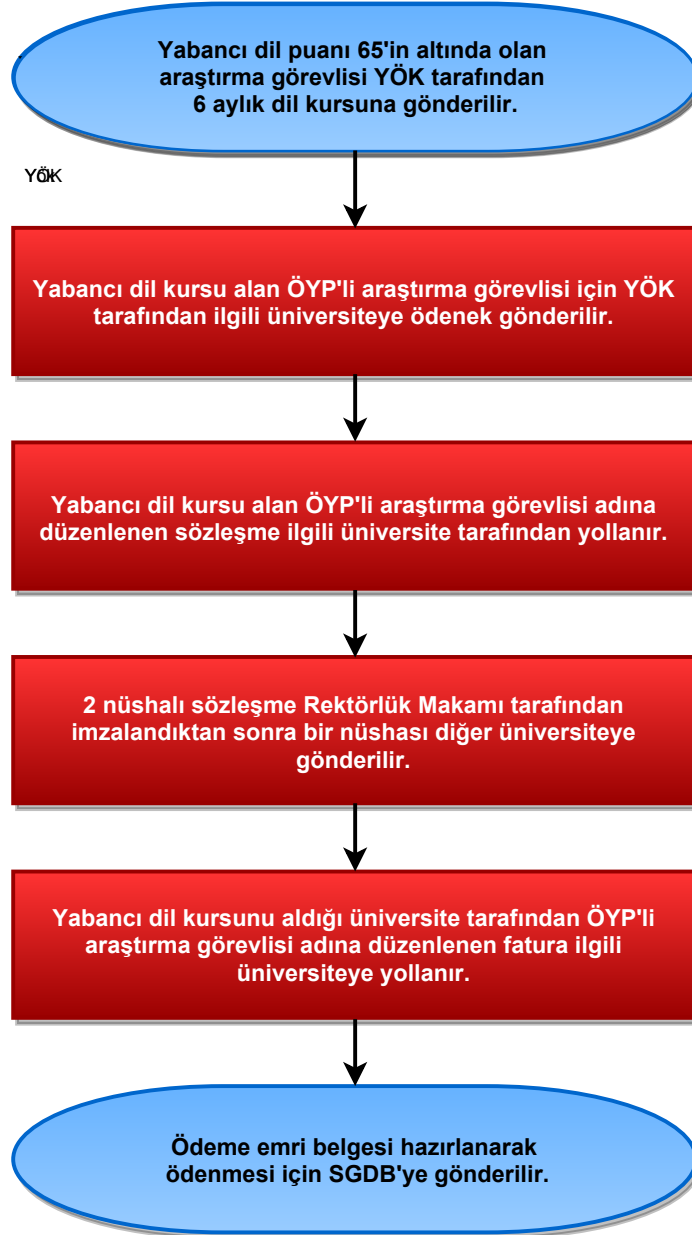 Yabancı dil puanı 65'in altında olan
araştırma görevlisi YÖK tarafından
6 aylık dil kursuna gönderilir.
Yabancı dil kursu alan ÖYP'li araştırma görevlisi için YÖK
tarafından ilgili üniversiteye ödenek gönderilir.
Yabancı dil kursu alan ÖYP'li araştırma görevlisi adına
düzenlenen sözleşme ilgili üniversite tarafından yollanır.
2 nüshalı sözleşme Rektörlük Makamı tarafından
imzalandıktan sonra bir nüshası diğer üniversiteye
gönderilir.
Yabancı dil kursunu aldığı üniversite tarafından ÖYP'li
araştırma görevlisi adına düzenlenen fatura ilgili
üniversiteye yollanır.
Ödeme emri belgesi hazırlanarak
ödenmesi için SGDB'ye gönderilir.